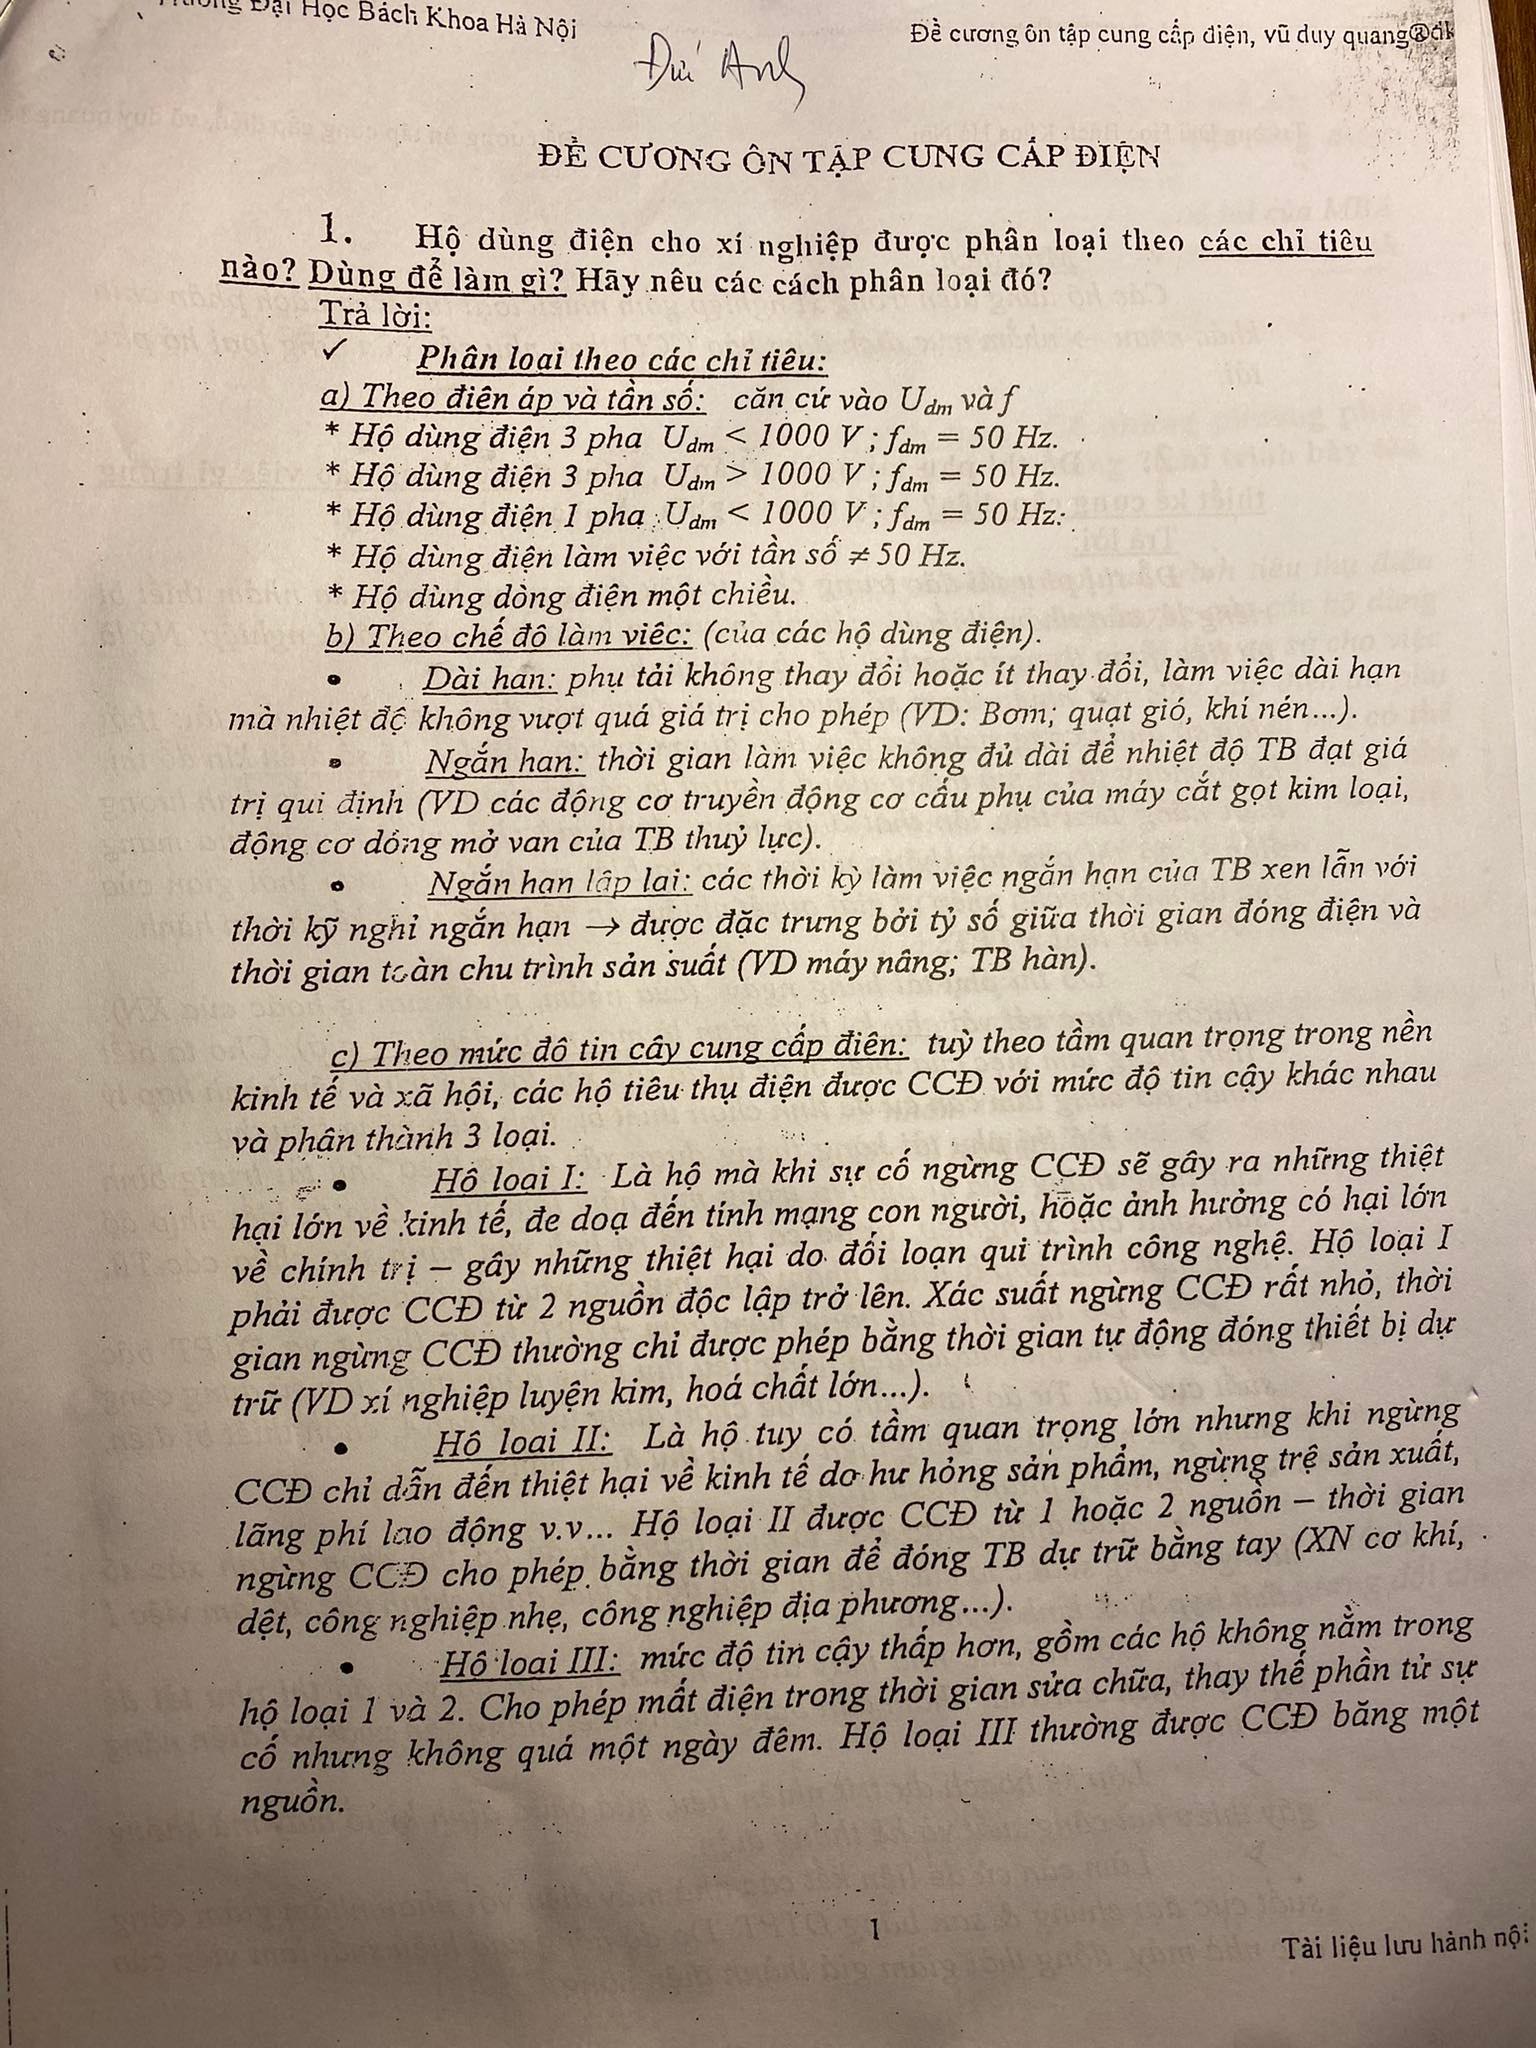 Trường Đại Học Bách Khoa Hà Nội
Đề cương ôn tập cung cấp điện, vũ duy quang®đk
Anh
ĐỀ CƯƠNG ÔN TẬP CUNG CẤP ĐIỆN
1. Hộ dùng điện cho xí nghiệp được phân loại theo các chỉ tiêu
nào? Dùng để làm gì? Hãy nêu các cách phân loại đó?
Trả lời:
✓ Phân loại theo các chỉ tiêu:
a) Theo điện áp và tần số: căn cứ vào Uđm và f
* Hộ dùng điện 3 pha Uđm < 1000 V ; fđm = 50 Hz.
* Hộ dùng điện 3 pha Uđm > 1000 V ; fđm = 50 Hz.
* Hộ dùng điện 1 pha Uđm < 1000 V ; fđm = 50 Hz.
* Hộ dùng điện làm việc với tần số ≠ 50 Hz.
* Hộ dùng dòng điện một chiều.
b) Theo chế độ làm việc: (của các hộ dùng điện).
• Dài hạn: phụ tải không thay đổi hoặc ít thay đổi, làm việc dài hạn
mà nhiệt độ không vượt quá giá trị cho phép (VD: Bơm; quạt gió, khí nén...).
• Ngắn hạn: thời gian làm việc không đủ dài để nhiệt độ TB đạt giá
trị qui định (VD các động cơ truyền động cơ cấu phụ của máy cắt gọt kim loại,
động cơ đóng mở van của TB thuỷ lực).
• Ngắn hạn lập lại: các thời kỳ làm việc ngắn hạn của TB xen lẫn với
thời kỹ nghỉ ngắn hạn → được đặc trưng bởi tỷ số giữa thời gian đóng điện và
thời gian toàn chu trình sản suất (VD máy nâng; TB hàn).
c) Theo mức độ tin cậy cung cấp điện: tuỳ theo tầm quan trọng trong nền
kinh tế và xã hội, các hộ tiêu thụ điện được CCĐ với mức độ tin cậy khác nhau
và phân thành 3 loại.
• Hộ loại I: Là hộ mà khi sự cố ngừng CCĐ sẽ gây ra những thiệt
hại lớn về kinh tế, đe doạ đến tính mạng con người, hoặc ảnh hưởng có hại lớn
về chính trị – gây những thiệt hại do đối loạn qui trình công nghệ. Hộ loại I
phải được CCĐ từ 2 nguồn độc lập trở lên. Xác suất ngừng CCĐ rất nhỏ, thời
gian ngừng CCĐ thường chỉ được phép bằng thời gian tự động đóng thiết bị dự
trữ (VD xí nghiệp luyện kim, hoá chất lớn...).
• Hộ loại II: Là hộ tuy có tầm quan trọng lớn nhưng khi ngừng
CCĐ chỉ dẫn đến thiệt hại về kinh tế do hư hỏng sản phẩm, ngừng trệ sản xuất,
lãng phí lao động v.v... Hộ loại II được CCĐ từ 1 hoặc 2 nguồn – thời gian
ngừng CCĐ cho phép bằng thời gian để đóng TB dự trữ bằng tay (XN cơ khí,
dệt, công nghiệp nhẹ, công nghiệp địa phương...).
• Hộ loại III: mức độ tin cậy thấp hơn, gồm các hộ không nằm trong
hộ loại 1 và 2. Cho phép mất điện trong thời gian sửa chữa, thay thế phần tử sự
cố nhưng không quá một ngày đêm. Hộ loại III thường được CCĐ băng một
nguồn.
1
Tài liệu lưu hành nội